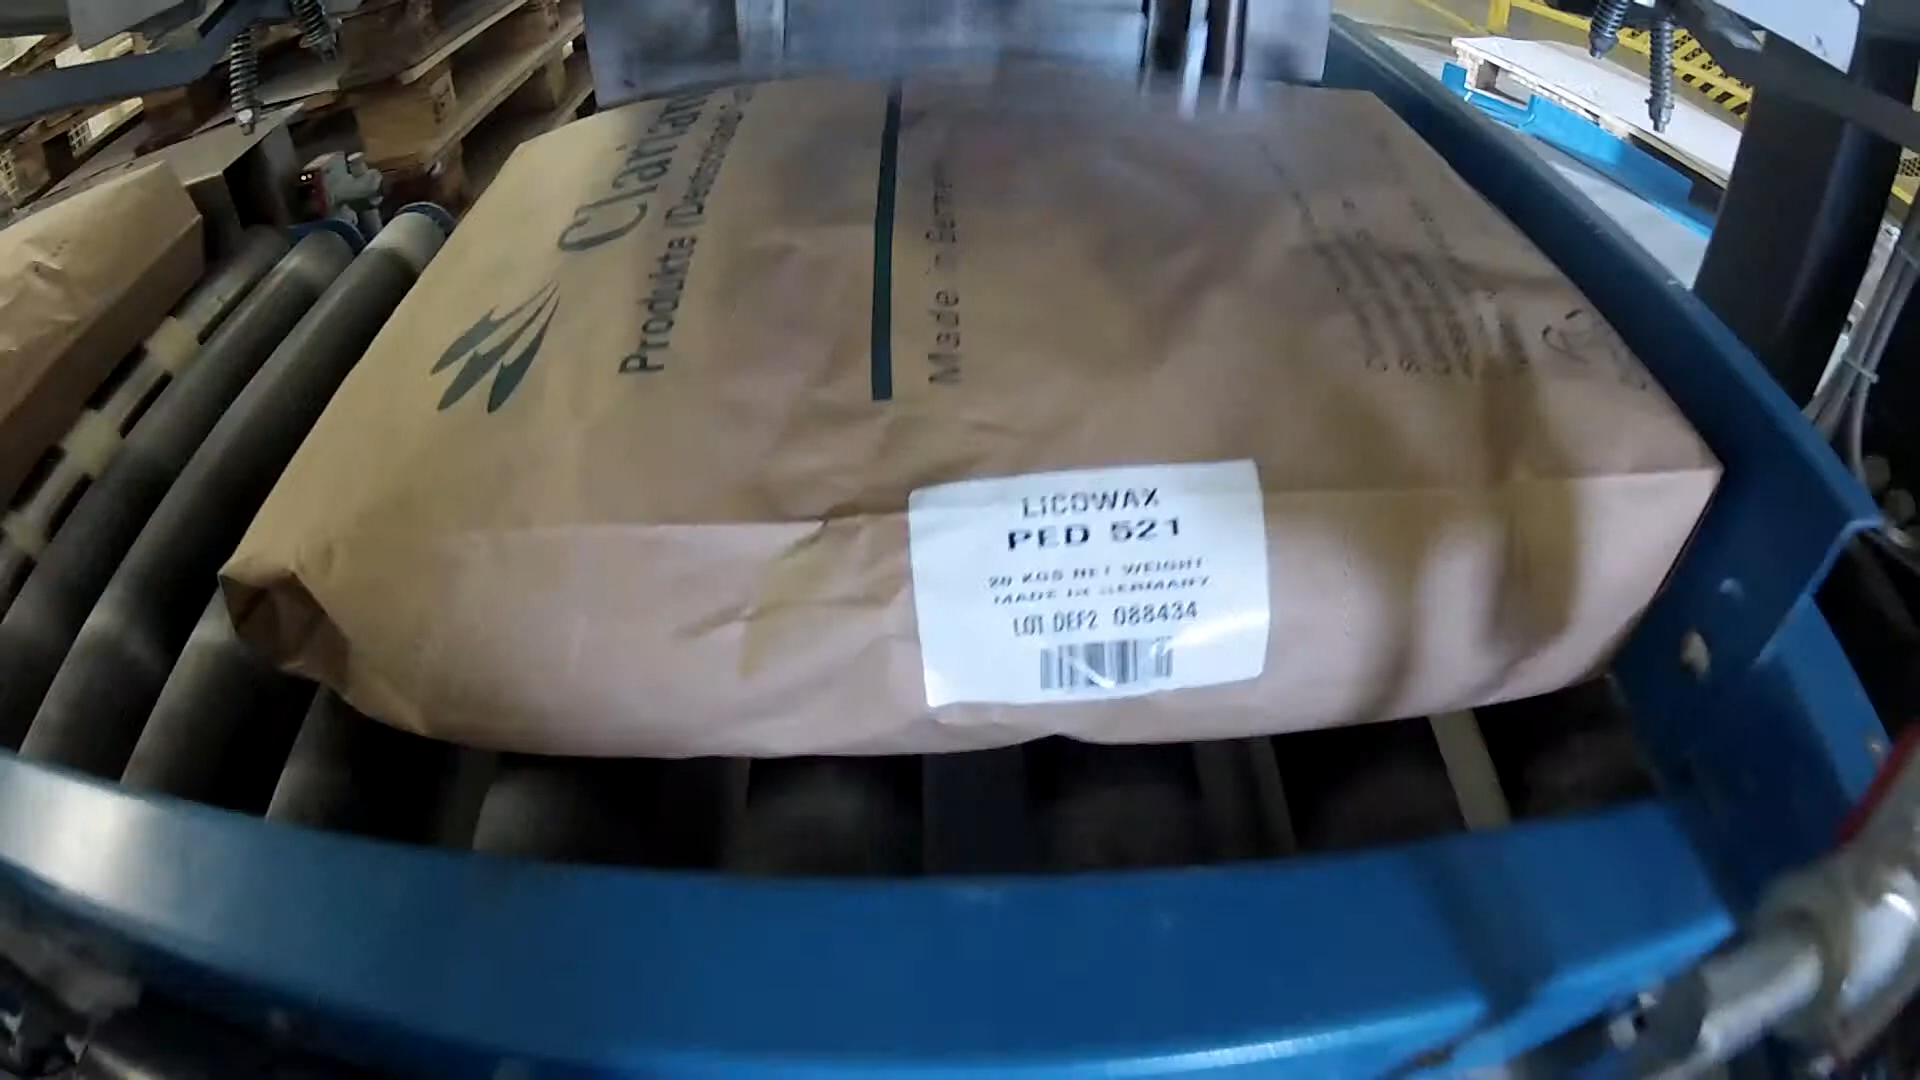 Clariant
Produkte (Deutschland)
Made in Germany
LICOWAX
PED 521
20 KGS NET WEIGHT
MADE IN GERMANY
LOT DEF2 088434